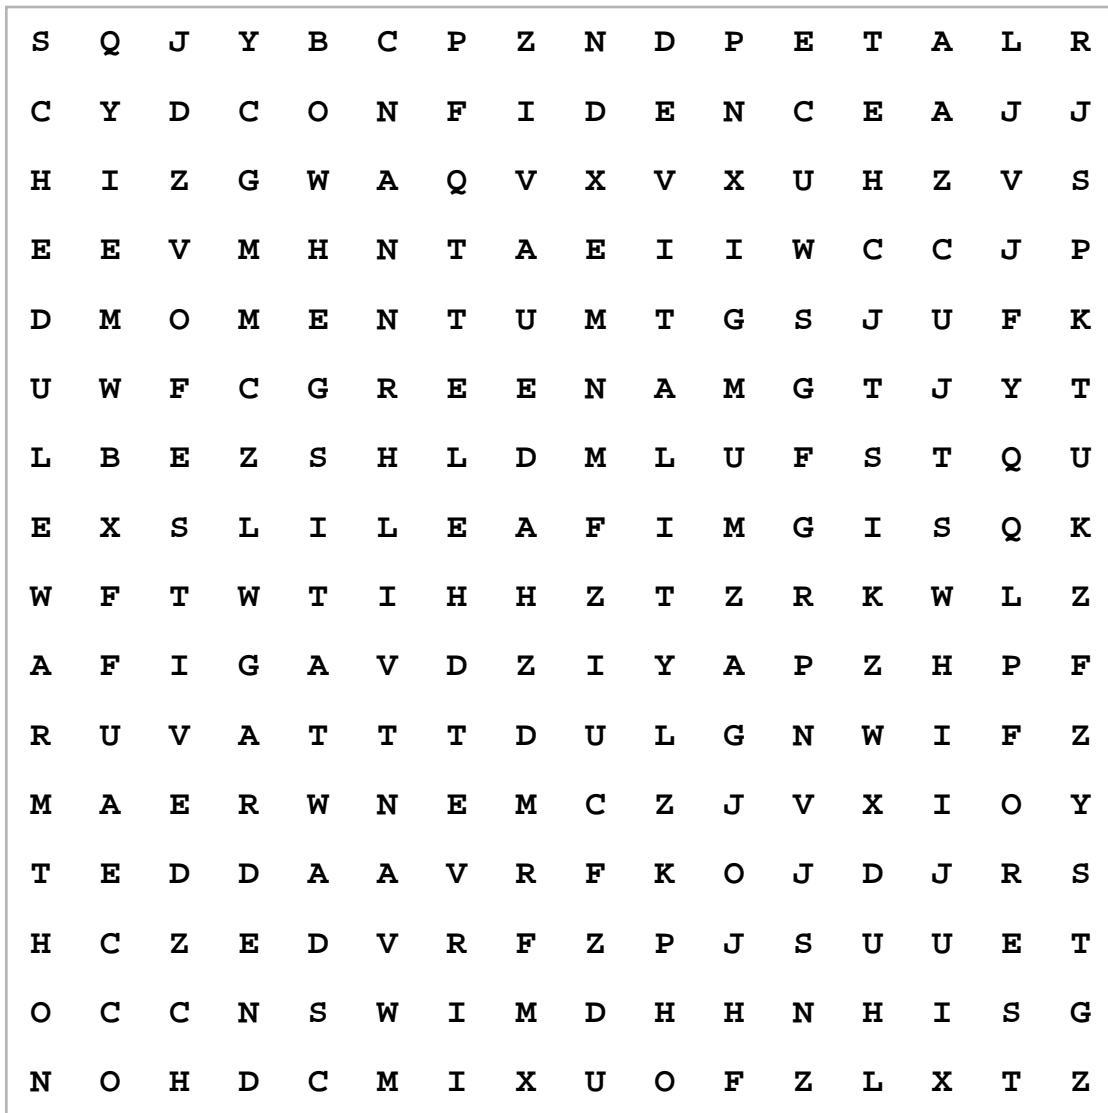 S Q J Y B C P Z N D P E T A L R
C Y D C O N F I D E N C E A J J
H I Z G W A Q V X V X U H Z V S
E E V M H N T A E I I W C C J P
D M O M E N T U M T G S J U F K
U W F C G R E E N A M G T J Y T
L B E Z S H L D M L U F S T Q U
E X S L I L E A F I M G I S Q K
W F T W T I H H Z T Z R K W L Z
A F I G A V D Z I Y A P Z H P F
R U V A T T T D U L G N W I F Z
M A E R W N E M C Z J V X I O Y
T E D D A A V R F K O J D J R S
H C Z E D V R F Z P J S U U E T
O C C N S W I M D H H N H I S G
N O H D C M I X U O F Z L X T Z